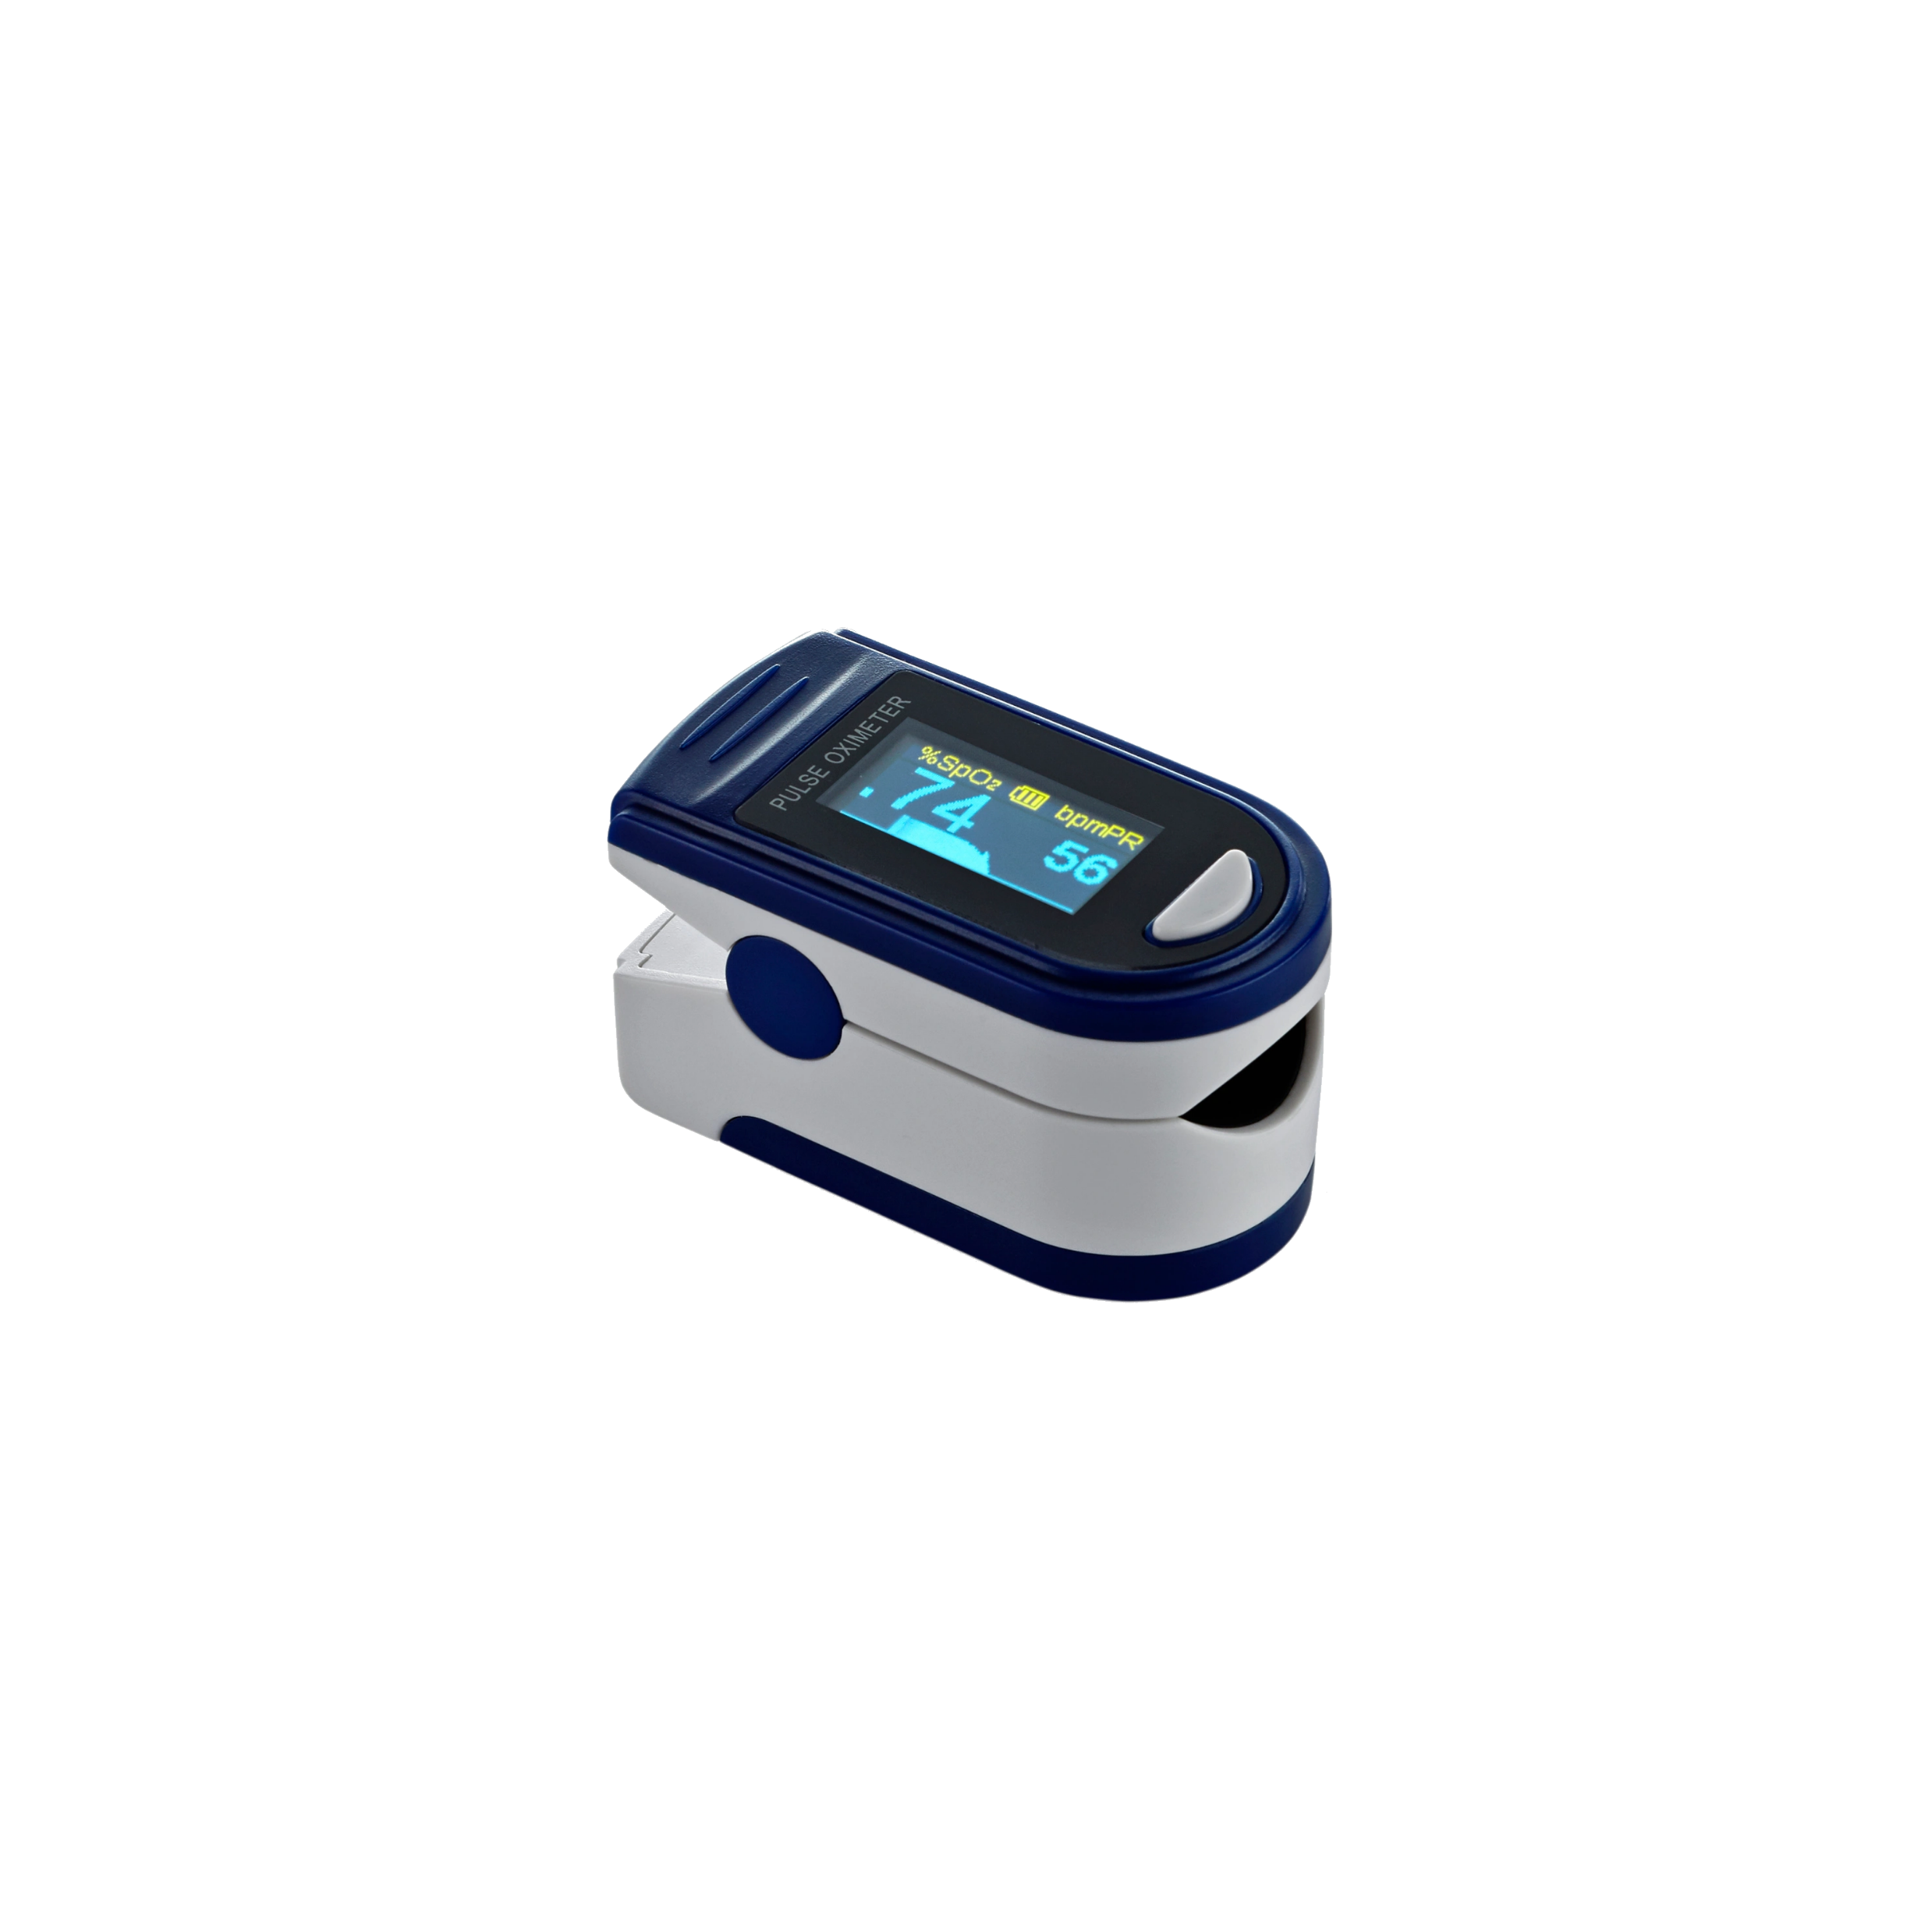 PULSE OXIMETER
%SpO₂ bpmPR
74 56